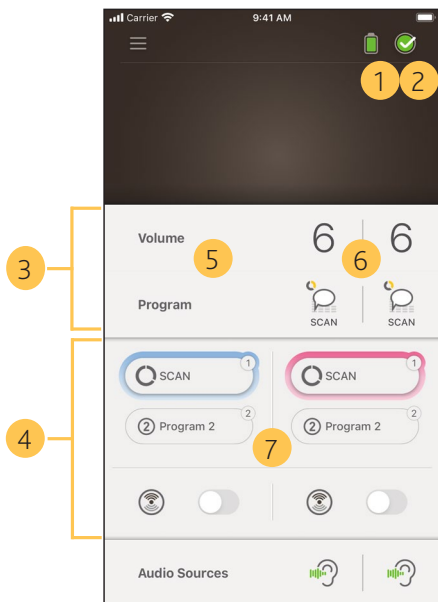 Carrier 9:41 AM
1 2
3
Volume 5 6 6 6
Program SCAN SCAN
4
SCAN 1 SCAN 1
2 Program 2 2 2 Program 2 2
7
Audio Sources